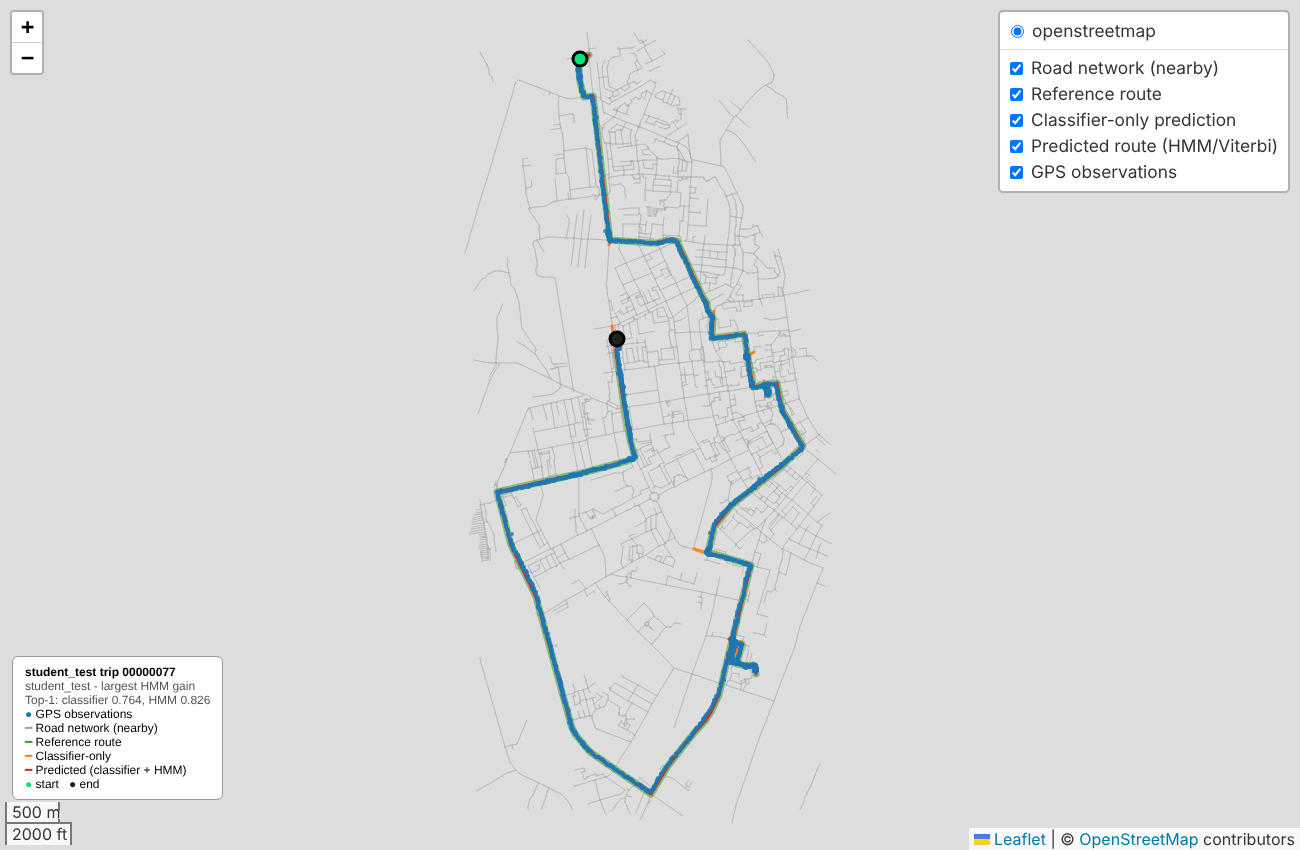 +
−
openstreetmap
Road network (nearby)
Reference route
Classifier-only prediction
Predicted route (HMM/Viterbi)
GPS observations
student_test trip 00000077
student_test - largest HMM gain
Top-1: classifier 0.764, HMM 0.826
GPS observations
Road network (nearby)
Reference route
Classifier-only
Predicted (classifier + HMM)
start end
500 m
2000 ft
Leaflet | © OpenStreetMap contributors